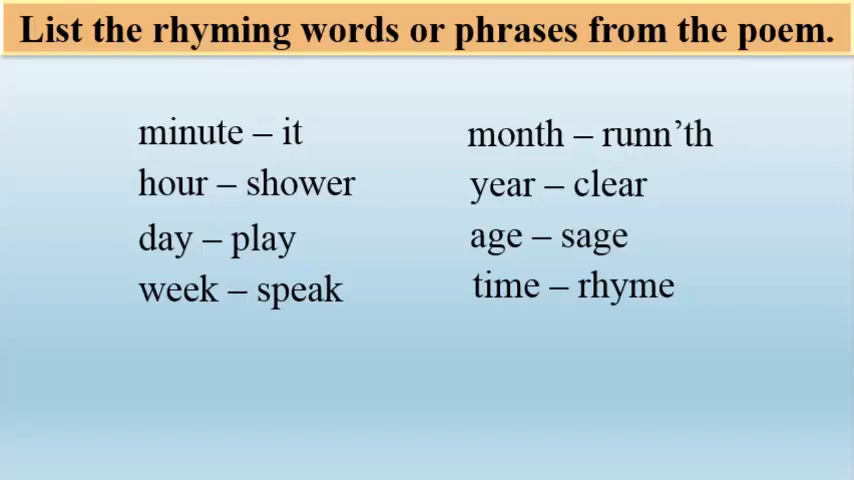 List the rhyming words or phrases from the poem.
minute – it
hour – shower
day – play
week – speak
month – runn’th
year – clear
age – sage
time – rhyme